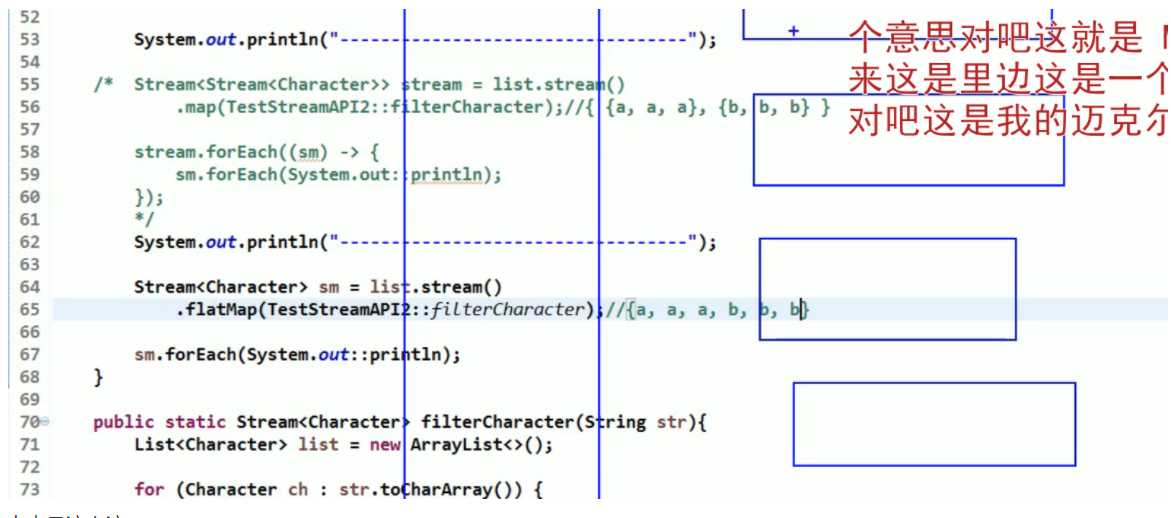 52
53 System.out.println("----------------------------------");
个意思对吧这就是
54
来这是里边这是一个
55 /* Stream<Stream<Character>> stream = list.stream()
56 .map(TestStreamAPI2::filterCharacter);//{ {a, a, a}, {b, b, b} }
对吧这是我的迈克尔
57
58 stream.forEach((sm) -> {
59 sm.forEach(System.out::println);
60 });
61 */
62 System.out.println("----------------------------------");
63
64 Stream<Character> sm = list.stream()
65 .flatMap(TestStreamAPI2::filterCharacter);//{a, a, a, b, b, b}
66
67 sm.forEach(System.out::println);
68 }
69
70 public static Stream<Character> filterCharacter(String str){
71 List<Character> list = new ArrayList<>();
72
73 for (Character ch : str.toCharArray()) {